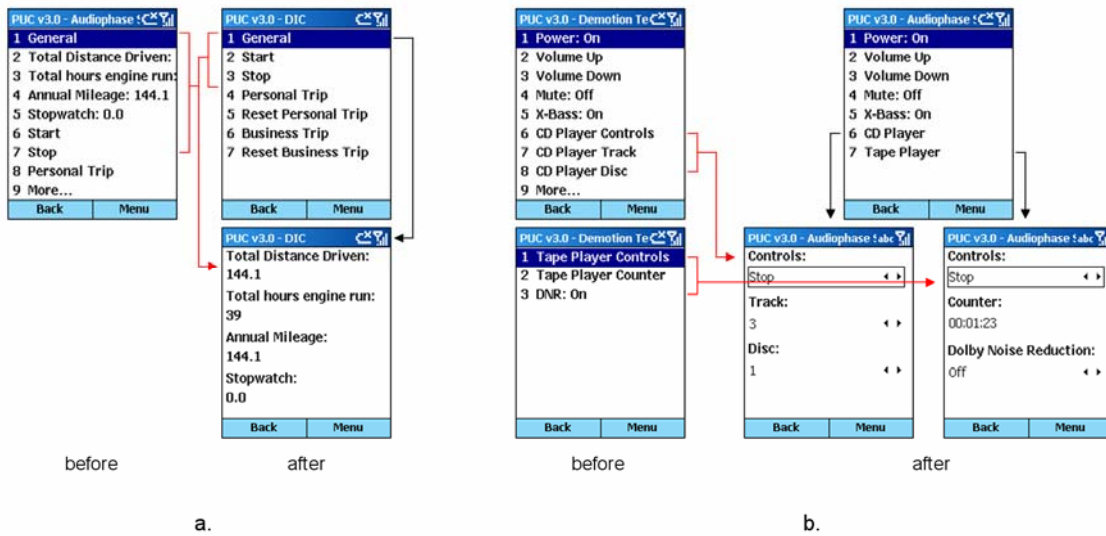 PUC v3.0 - Audiophase S
1 General
2 Total Distance Driven:
3 Total hours engine run:
4 Annual Mileage: 144.1
5 Stopwatch: 0.0
6 Start
7 Stop
8 Personal Trip
9 More...
Back Menu
PUC v3.0 - DIC
1 General
2 Start
3 Stop
4 Personal Trip
5 Reset Personal Trip
6 Business Trip
7 Reset Business Trip
Back Menu
PUC v3.0 - DIC
Total Distance Driven:
144.1
Total hours engine run:
39
Annual Mileage:
144.1
Stopwatch:
0.0
Back Menu
before
after
a.
PUC v3.0 - Demotion Te
1 Power: On
2 Volume Up
3 Volume Down
4 Mute: Off
5 X-Bass: On
6 CD Player Controls
7 CD Player Track
8 CD Player Disc
9 More...
Back Menu
PUC v3.0 - Demotion Te
1 Tape Player Controls
2 Tape Player Counter
3 DNR: On
Back Menu
PUC v3.0 - Audiophase S
1 Power: On
2 Volume Up
3 Volume Down
4 Mute: Off
5 X-Bass: On
6 CD Player
7 Tape Player
Back Menu
PUC v3.0 - Audiophase S abc
Controls:
Stop
Track:
3
Disc:
1
Back Menu
PUC v3.0 - Audiophase S abc
Controls:
Stop
Counter:
00:01:23
Dolby Noise Reduction:
Off
Back Menu
before
after
b.